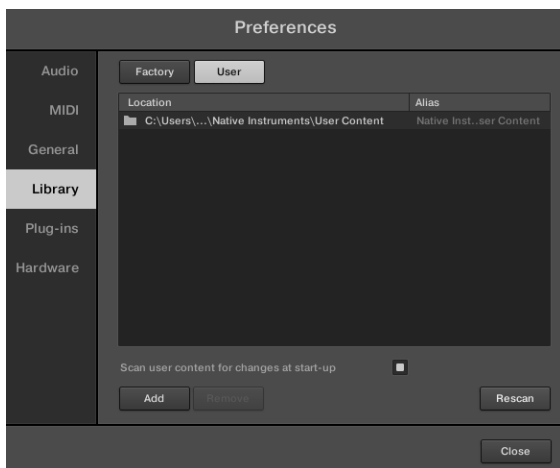 Preferences
Audio
MIDI
General
Library
Plug-ins
Hardware
Factory User
Location Alias
C:\Users\...\Native Instruments\User Content Native Inst..ser Content
Scan user content for changes at start-up
Add Remove Rescan
Close